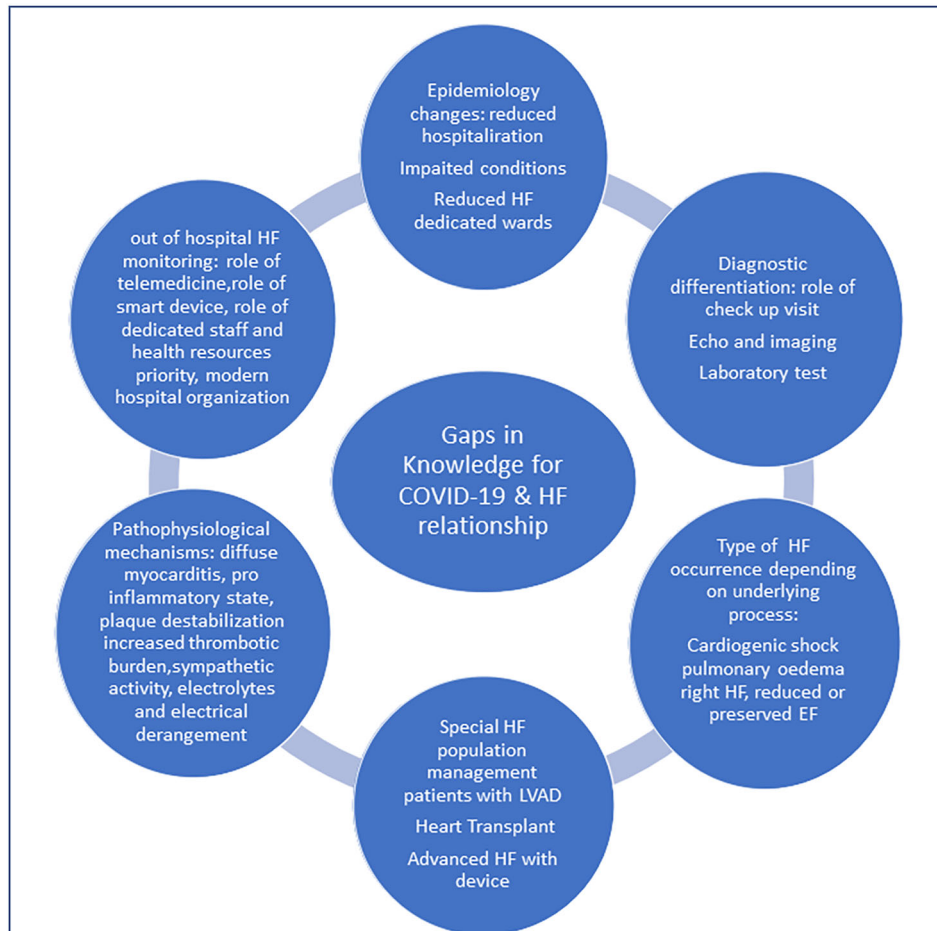 Epidemiology
changes: reduced
hospitaliration
Impaited conditions
Reduced HF
dedicated wards
Diagnostic
differentiation: role of
check up visit
Echo and imaging
Laboratory test
Type of HF
occurrence depending
on underlying
process:
Cardiogenic shock
pulmonary oedema
right HF, reduced or
preserved EF
Special HF
population
management
patients with LVAD
Heart Transplant
Advanced HF with
device
Pathophysiological
mechanisms: diffuse
myocarditis, pro
inflammatory state,
plaque destabilization
increased thrombotic
burden,sympathetic
activity, electrolytes
and electrical
derangement
out of hospital HF
monitoring: role of
telemedicine,role of
smart device, role of
dedicated staff and
health resources
priority, modern
hospital organization
Gaps in
Knowledge for
COVID-19 & HF
relationship